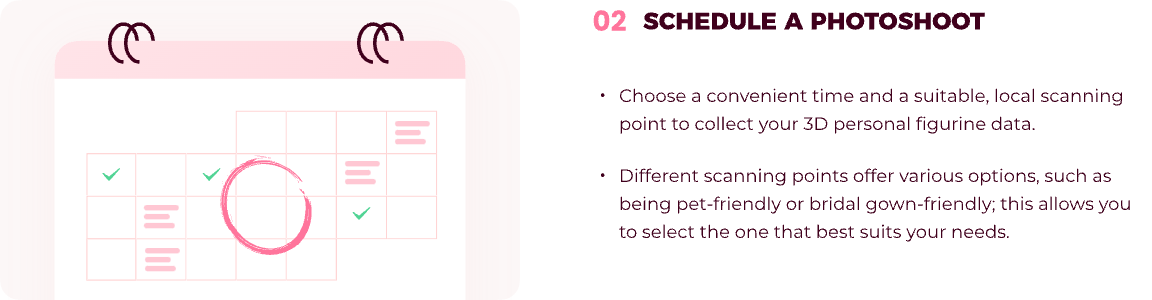 02 SCHEDULE A PHOTOSHOOT
• Choose a convenient time and a suitable, local scanning
point to collect your 3D personal figurine data.
• Different scanning points offer various options, such as
being pet-friendly or bridal gown-friendly; this allows you
to select the one that best suits your needs.